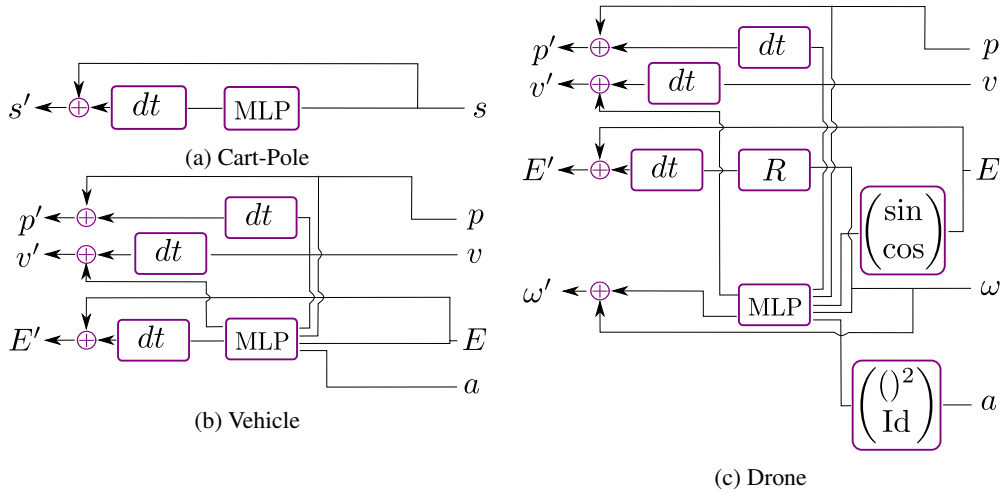 s′ ⊕ dt MLP s
(a) Cart-Pole
p′ ⊕ dt p
v′ ⊕ dt v
E′ ⊕ dt MLP E
a
(b) Vehicle
p′ ⊕ dt p
v′ ⊕ dt v
E′ ⊕ dt R E
(sin
cos)
ω′ ⊕ MLP ω
(()²
Id) a
(c) Drone